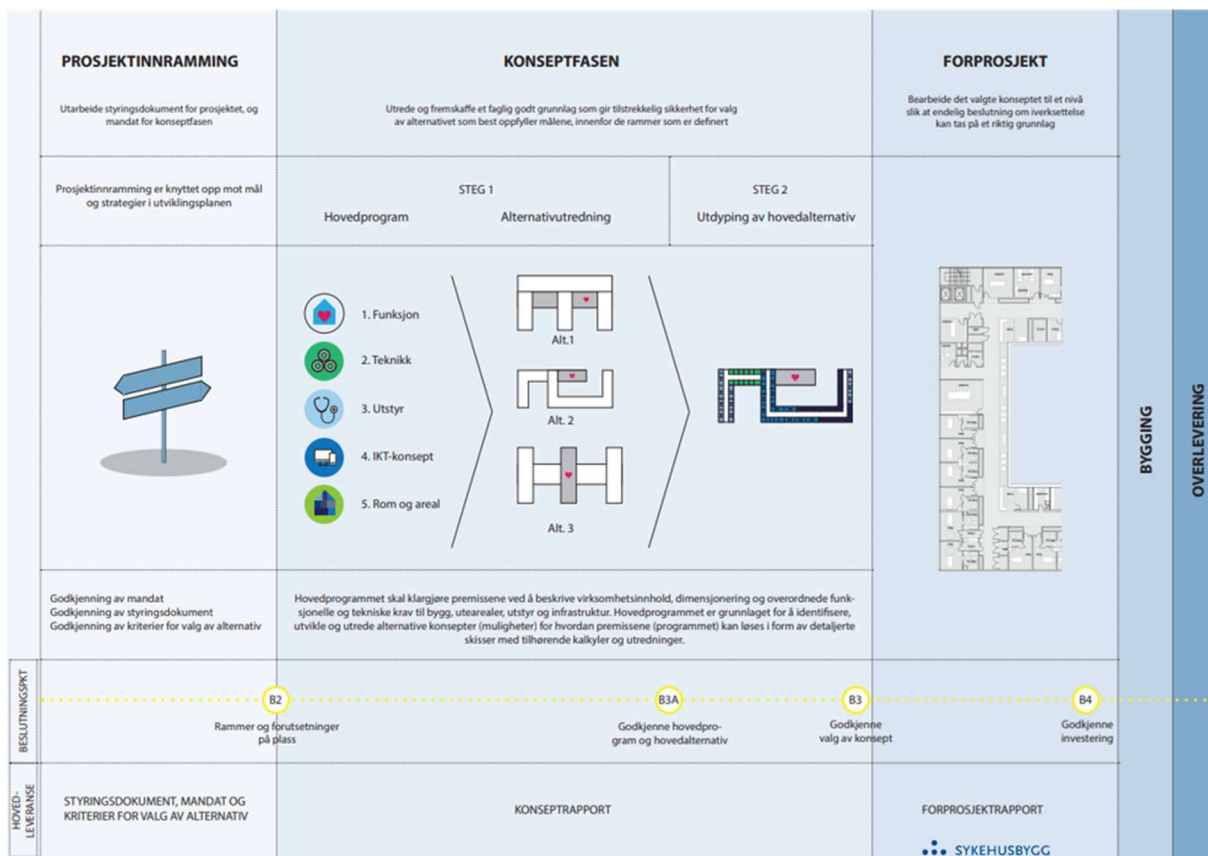 PROSJEKTINNRAMMING
Utarbeide styringsdokument for prosjektet, og
mandat for konseptfasen
KONSEPTFASEN
Utrede og fremskaffe et faglig godt grunnlag som gir tilstrekkelig sikkerhet for valg
av alternativet som best oppfyller målene, innenfor de rammer som er definert
FORPROSJEKT
Bearbeide det valgte konseptet til et nivå
slik at endelig beslutning om iverksettelse
kan tas på et riktig grunnlag
Prosjektinnramming er knyttet opp mot mål
og strategier i utviklingsplanen
STEG 1
Hovedprogram
Alternativutredning
STEG 2
Utdyping av hovedalternativ
1. Funksjon
2. Teknikk
3. Utstyr
4. IKT-konsept
5. Rom og areal
Alt.1
Alt. 2
Alt. 3
BYGGING
OVERLEVERING
Godkjenning av mandat
Godkjenning av styringsdokument
Godkjenning av kriterier for valg av alternativ
Hovedprogrammet skal klargjøre premissene ved å beskrive virksomhetsinnhold, dimensjonering og overordnede funk-
sjonelle og tekniske krav til bygg, utearealer, utstyr og infrastruktur. Hovedprogrammet er grunnlaget for å identifisere,
utvikle og utrede alternative konsepter (muligheter) for hvordan premissene (programmet) kan løses i form av detaljerte
skisser med tilhørende kalkyler og utredninger.
BESLUTNINGSPKT
B2
Rammer og forutsetninger
på plass
B3A
Godkjenne hovedpro-
gram og hovedalternativ
B3
Godkjenne
valg av konsept
B4
Godkjenne
investering
HOVED-
LEVERANSE
STYRINGSDOKUMENT, MANDAT OG
KRITERIER FOR VALG AV ALTERNATIV
KONSEPTRAPPORT
FORPROSJEKTRAPPORT
SYKEHUSBYGG